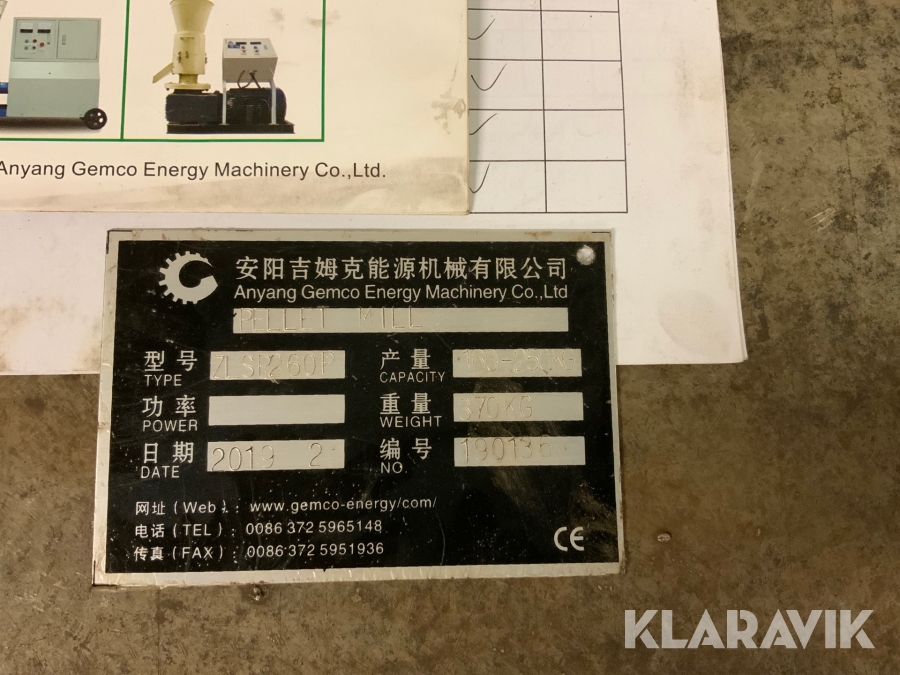 Anyang Gemco Energy Machinery Co.,Ltd.
安阳吉姆克能源机械有限公司
Anyang Gemco Energy Machinery Co.,Ltd
PELLET MILL
型号 ZLSP260P 产量
TYPE CAPACITY
功率 重量 370KG
POWER WEIGHT
日期 2019 2 编号 190136
DATE NO.
网址 (Web) : www.gemco-energy/com/
电话 (TEL) : 0086 372 5965148
传真 (FAX) : 0086 372 5951936
CE
KLARAVIK